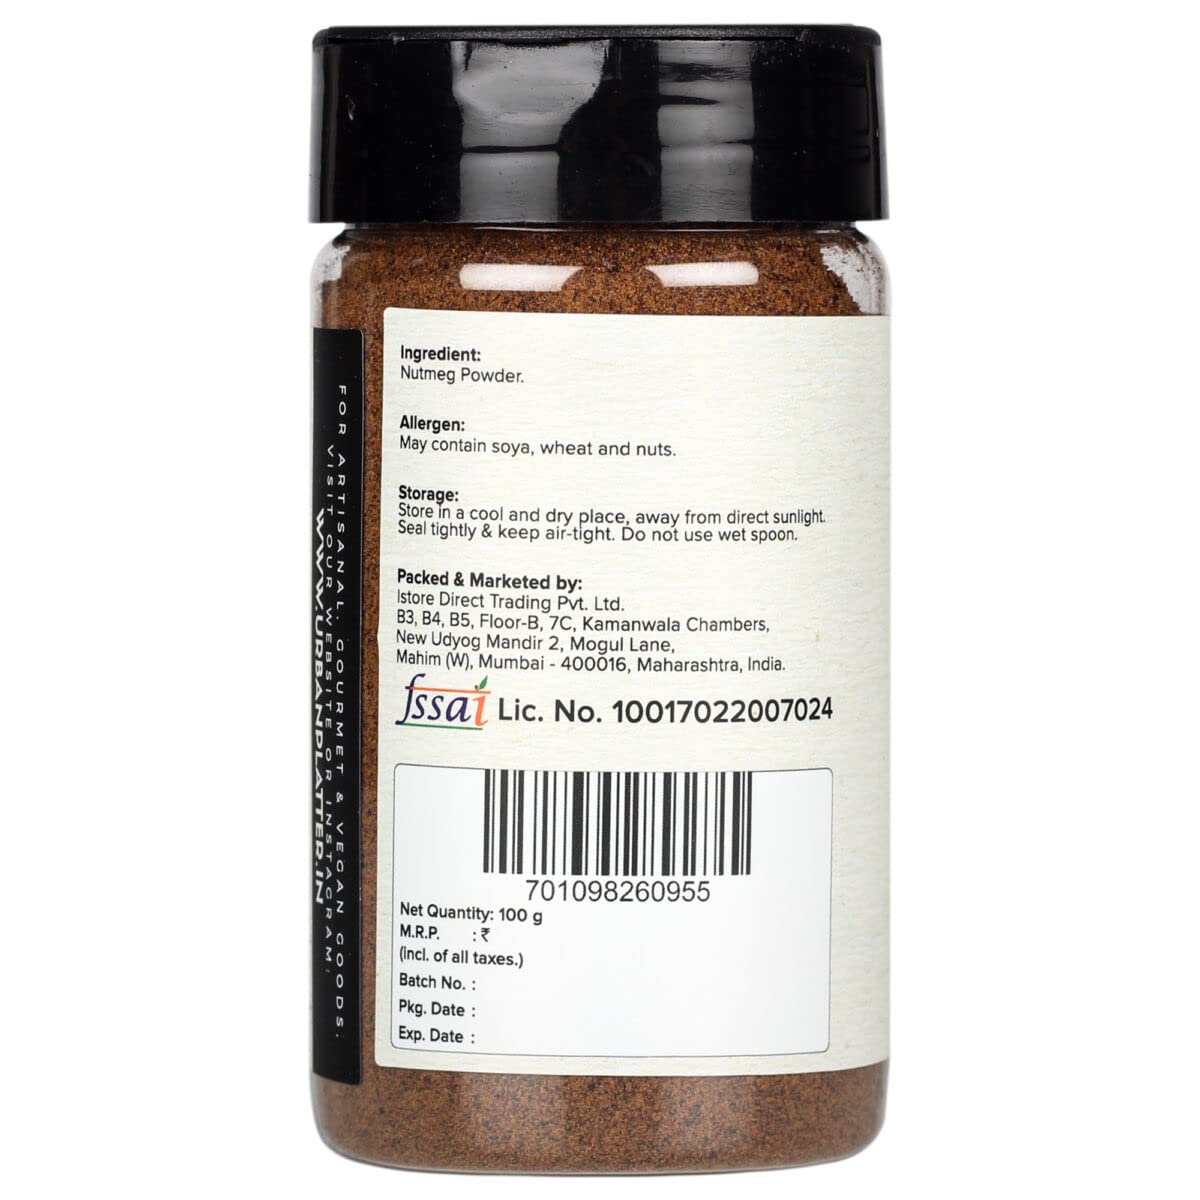 FOR ARTISANAL, GOURMET & VEGAN GOODS,
VISIT OUR WEBSITE OR INSTAGRAM:
WWW.URBANPLATTER.IN
Ingredient:
Nutmeg Powder.
Allergen:
May contain soya, wheat and nuts.
Storage:
Store in a cool and dry place, away from direct sunlight.
Seal tightly & keep air-tight. Do not use wet spoon.
Packed & Marketed by:
Istore Direct Trading Pvt. Ltd.
B3, B4, B5, Floor-B, 7C, Kamanwala Chambers,
New Udyog Mandir 2, Mogul Lane,
Mahim (W), Mumbai - 400016, Maharashtra, India.
fssai Lic. No. 10017022007024
701098260955
Net Quantity: 100 g
M.R.P. : ₹
(Incl. of all taxes.)
Batch No. :
Pkg. Date :
Exp. Date :